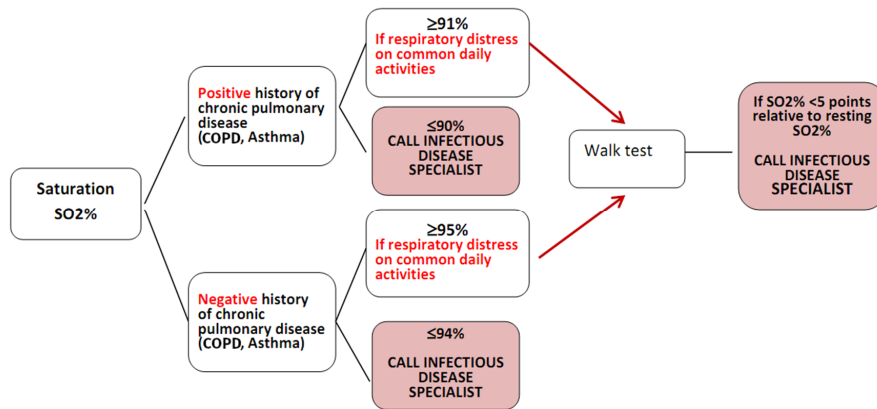 Saturation
SO2%
Positive history of
chronic pulmonary
disease
(COPD, Asthma)
≥91%
If respiratory distress
on common daily
activities
≤90%
CALL INFECTIOUS
DISEASE
SPECIALIST
Negative history
of chronic
pulmonary disease
(COPD, Asthma)
≥95%
If respiratory distress
on common daily
activities
≤94%
CALL INFECTIOUS
DISEASE
SPECIALIST
Walk test
If SO2% <5 points
relative to resting
SO2%
CALL INFECTIOUS
DISEASE
SPECIALIST